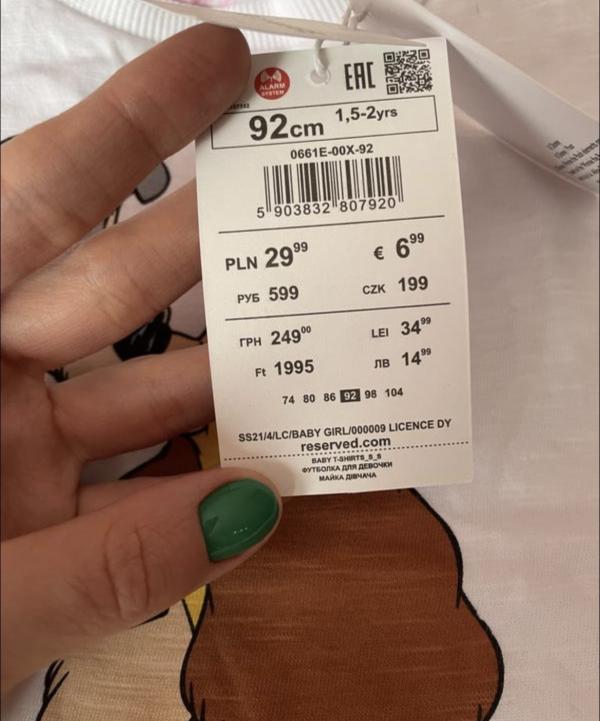 ALARM
SYSTEM
EAC
92cm 1,5-2yrs
0661E-00X-92
5 903832 807920
PLN 29⁹⁹ € 6⁹⁹
РУБ 599 CZK 199
ГРН 249⁰⁰ LEI 34⁹⁹
Ft 1995 ЛВ 14⁹⁹
74 80 86 92 98 104
SS21/4/LC/BABY GIRL/000009 LICENCE DY
reserved.com
BABY T-SHIRTS_S_S
ФУТБОЛКА ДЛЯ ДЕВОЧКИ
МАЙКА ДІВЧАЧА